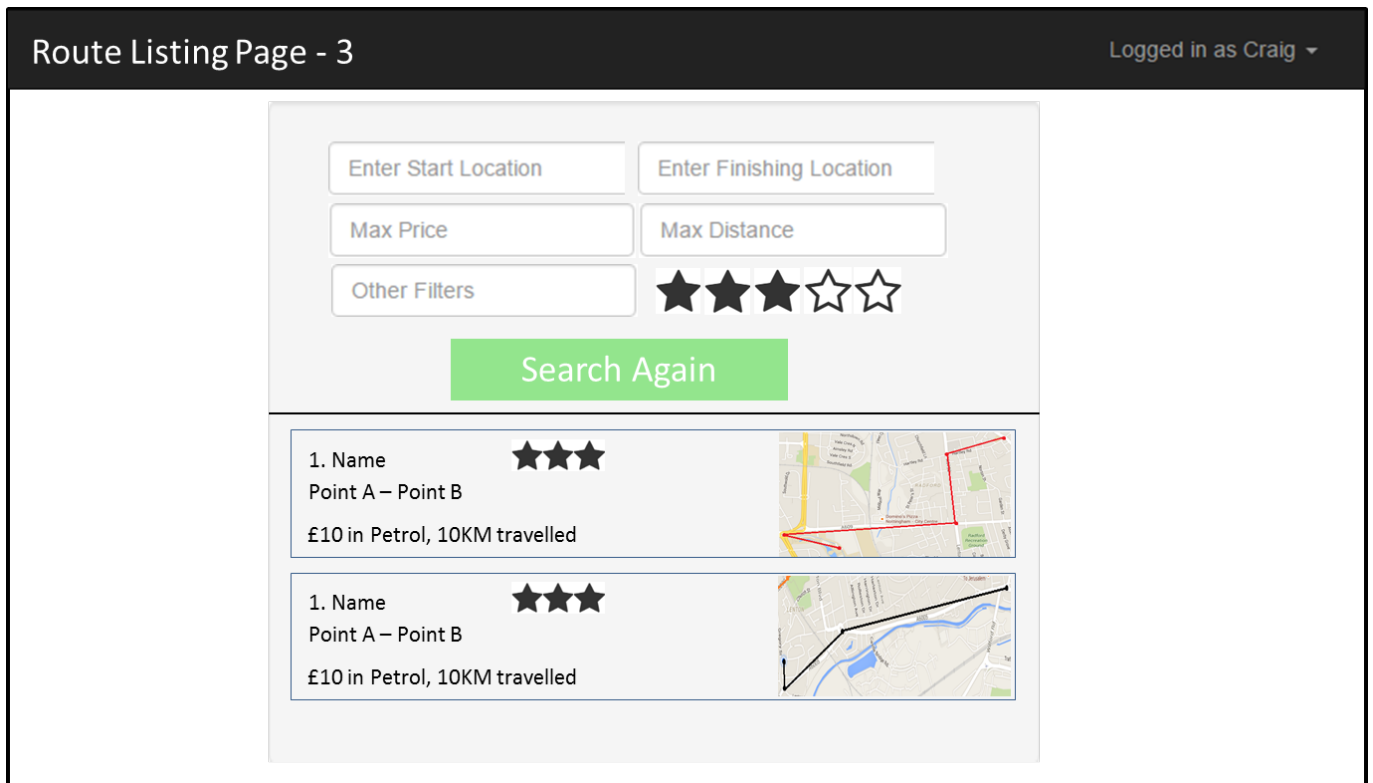 Route Listing Page - 3
Logged in as Craig
Enter Start Location
Enter Finishing Location
Max Price
Max Distance
Other Filters
Search Again
1. Name
Point A – Point B
£10 in Petrol, 10KM travelled
1. Name
Point A – Point B
£10 in Petrol, 10KM travelled